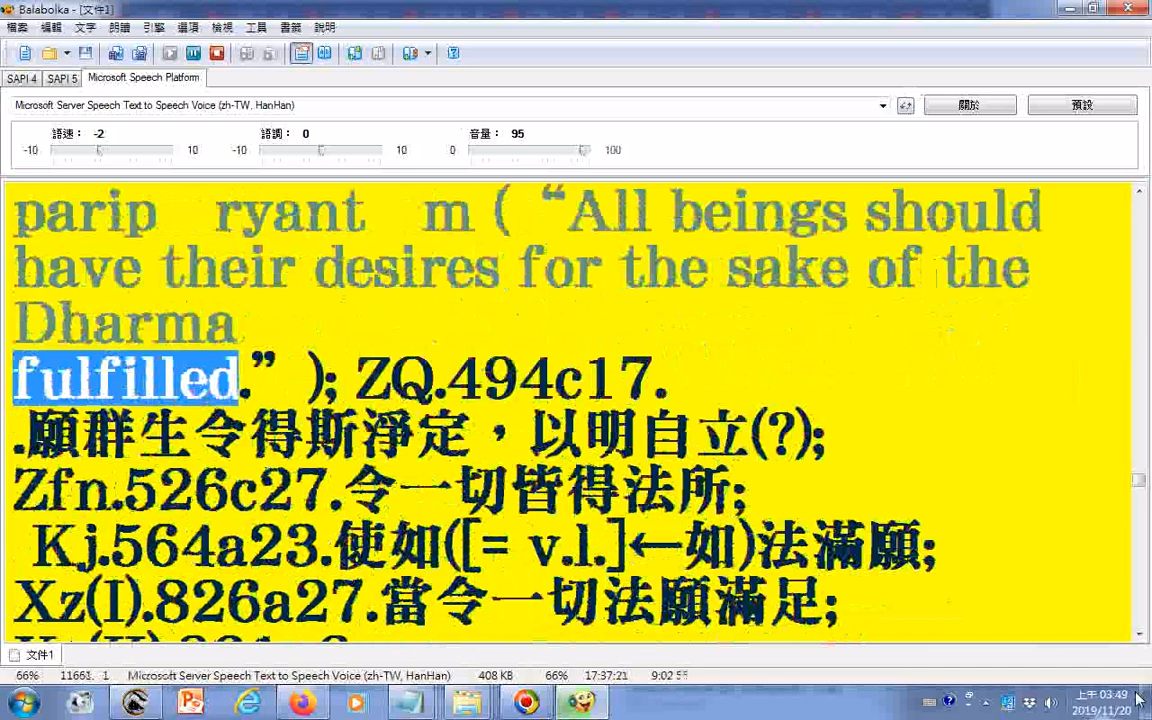 Balabolka - [文件1]
檔案 編輯 文字 朗讀 引擎 選項 檢視 工具 書籤 說明
SAPI 4 SAPI 5 Microsoft Speech Platform
Microsoft Server Speech Text to Speech Voice (zh-TW, HanHan) 關於 預設
語速: -2 語調: 0 音量: 95
-10 10 -10 10 0 100
parip ryant m ( “All beings should
have their desires for the sake of the
Dharma
fulfilled.” ); ZQ.494c17.
.願群生令得斯淨定，以明自立(?);
Zfn.526c27.令一切皆得法所;
Kj.564a23.使如([= v.l.]←如)法滿願;
Xz(I).826a27.當令一切法願滿足;
文件1
66% 11661: 1 Microsoft Server Speech Text to Speech Voice (zh-TW, HanHan) 408 KB 66% 17:37:21
上午 03:49
2019/11/20